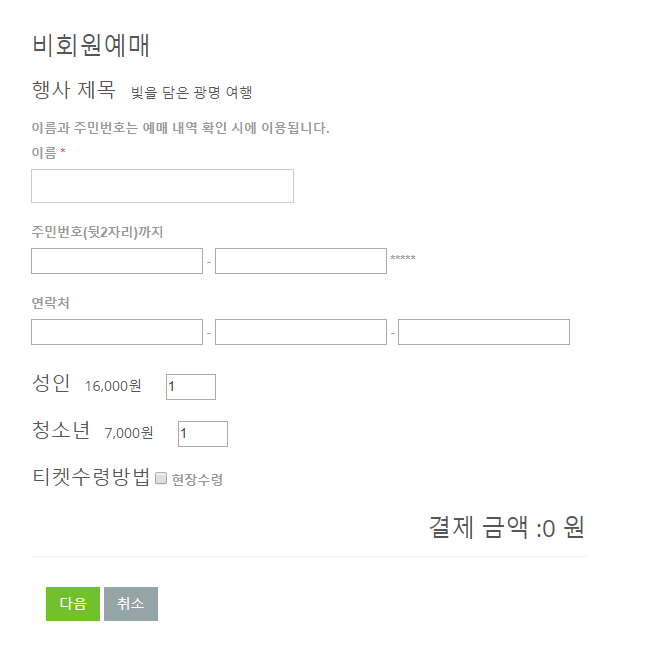 비회원예매
행사 제목 빛을 담은 광명 여행
이름과 주민번호는 예매 내역 확인 시에 이용됩니다.
이름 *
주민번호(뒷2자리)까지
- *****
연락처
- -
성인 16,000원 1
청소년 7,000원 1
티켓수령방법 현장수령
결제 금액 :0 원
다음 취소